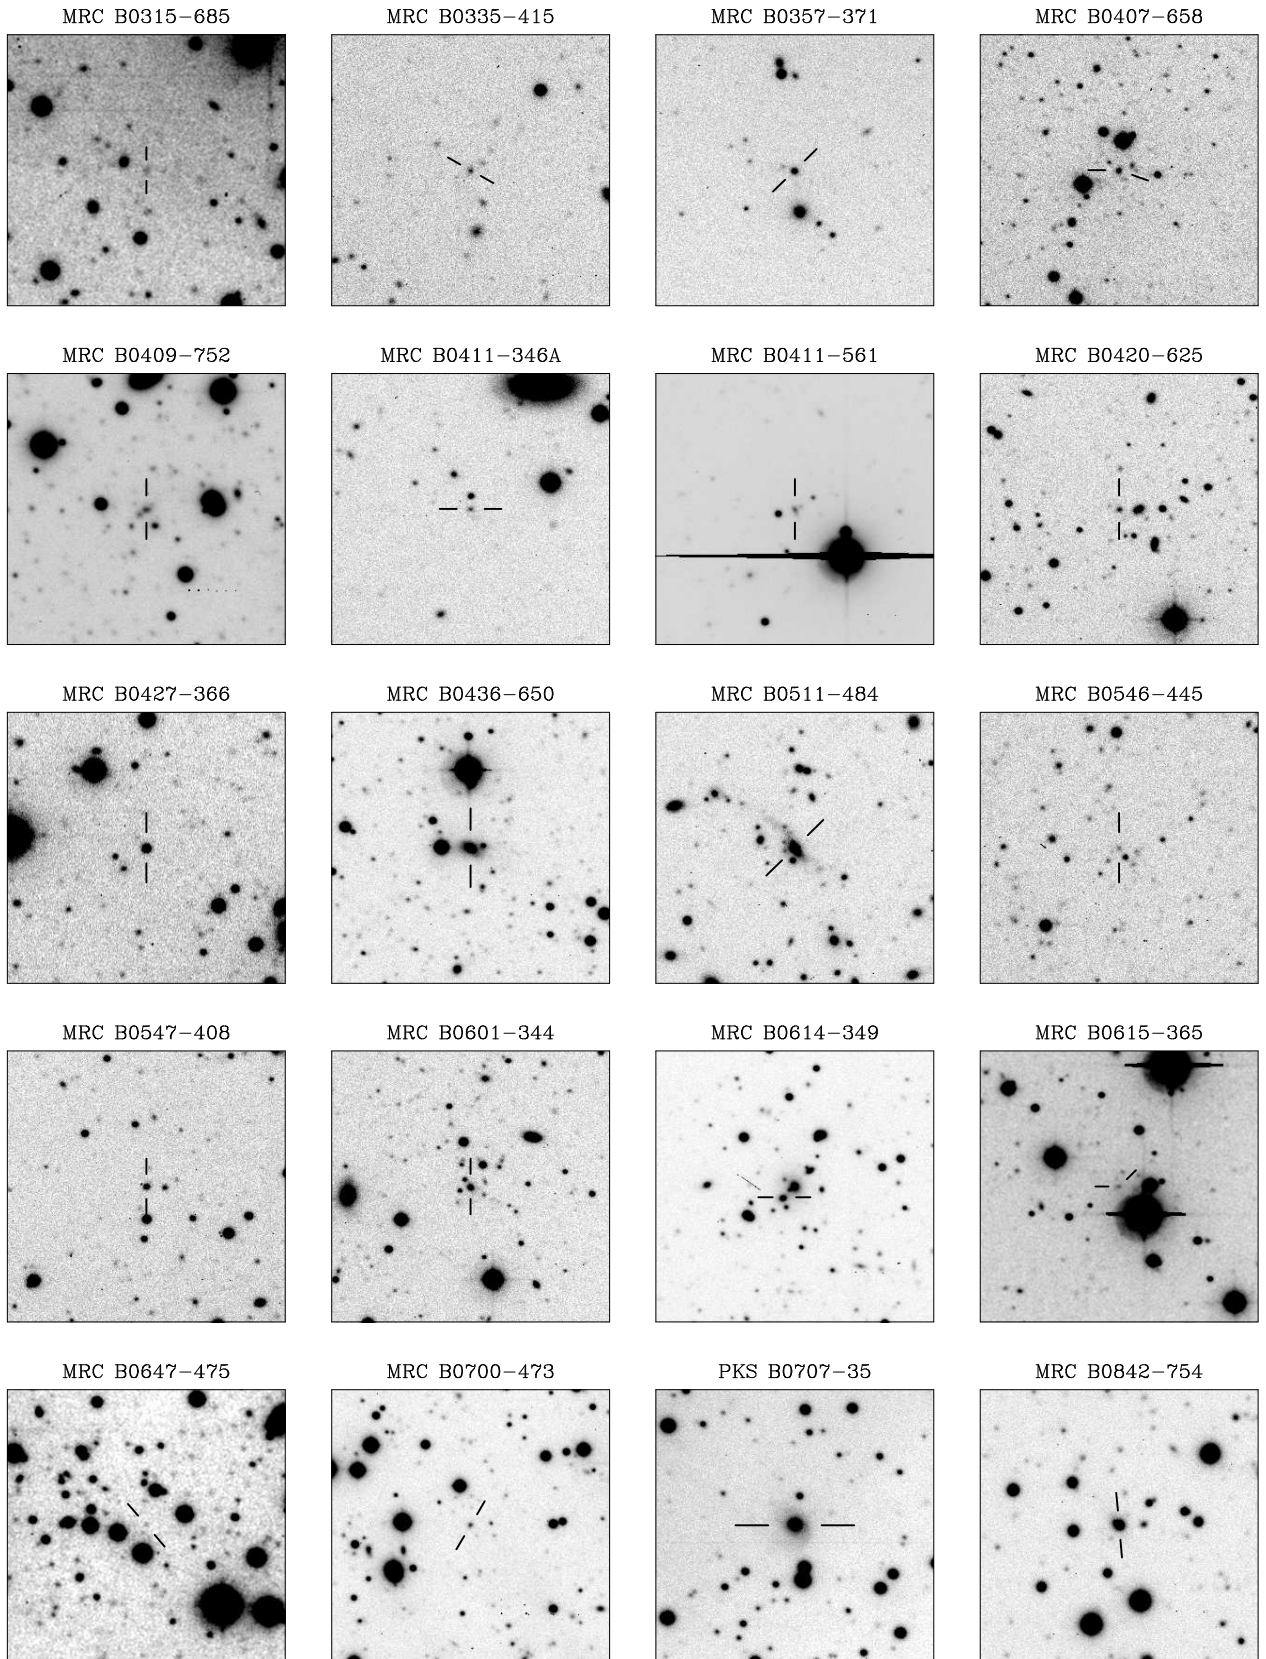 MRC B0315−685 MRC B0335−415 MRC B0357−371 MRC B0407−658
MRC B0409−752 MRC B0411−346A MRC B0411−561 MRC B0420−625
MRC B0427−366 MRC B0436−650 MRC B0511−484 MRC B0546−445
MRC B0547−408 MRC B0601−344 MRC B0614−349 MRC B0615−365
MRC B0647−475 MRC B0700−473 PKS B0707−35 MRC B0842−754